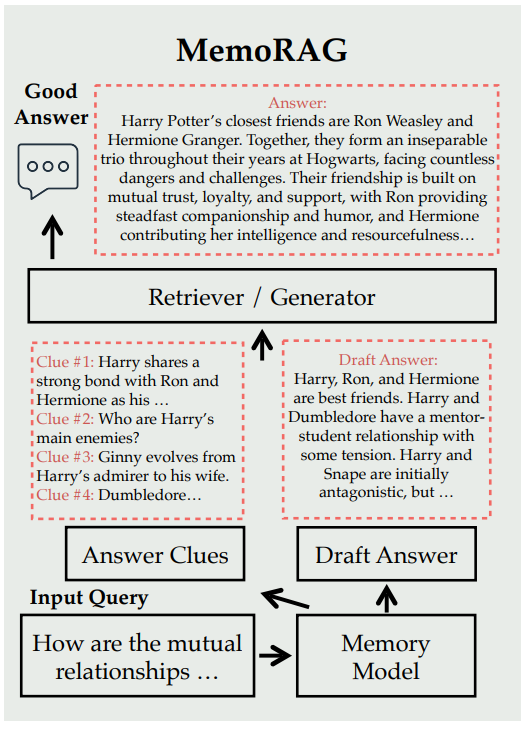 MemoRAG
Good
Answer
Answer:
Harry Potter’s closest friends are Ron Weasley and
Hermione Granger. Together, they form an inseparable
trio throughout their years at Hogwarts, facing countless
dangers and challenges. Their friendship is built on
mutual trust, loyalty, and support, with Ron providing
steadfast companionship and humor, and Hermione
contributing her intelligence and resourcefulness…
Retriever / Generator
Clue #1: Harry shares a
strong bond with Ron and
Hermione as his …
Clue #2: Who are Harry’s
main enemies?
Clue #3: Ginny evolves from
Harry’s admirer to his wife.
Clue #4: Dumbledore…
Draft Answer:
Harry, Ron, and Hermione
are best friends. Harry and
Dumbledore have a mentor-
student relationship with
some tension. Harry and
Snape are initially
antagonistic, but …
Answer Clues
Draft Answer
Input Query
How are the mutual
relationships …
Memory
Model